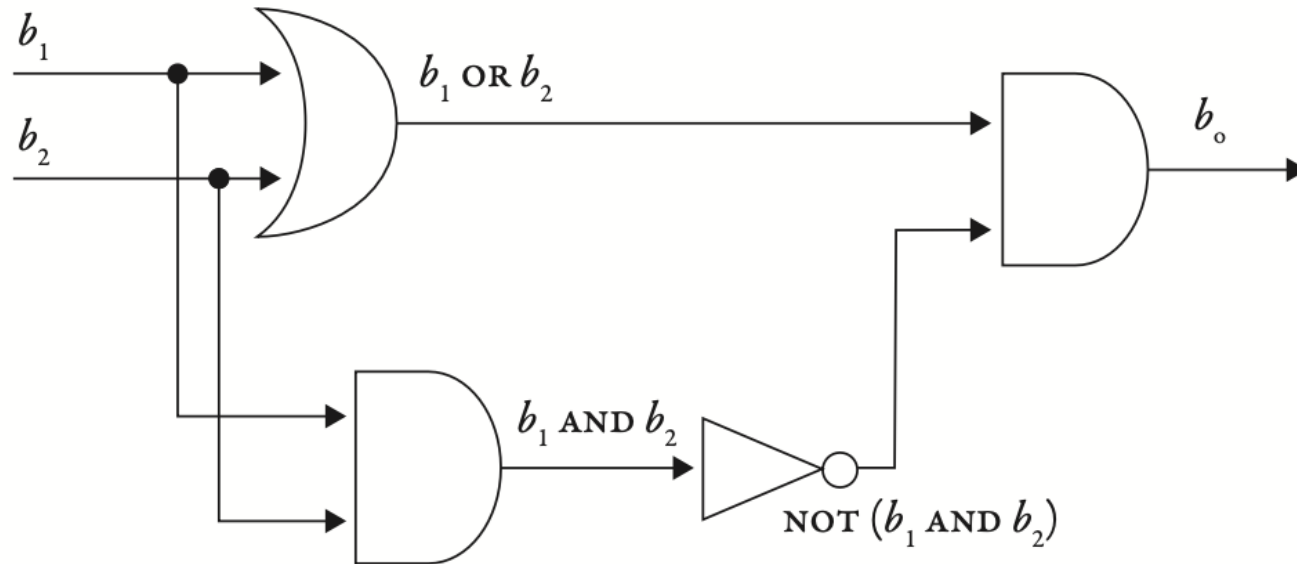 b₁
b₁ OR b₂
b₂
bₒ
b₁ AND b₂
NOT (b₁ AND b₂)